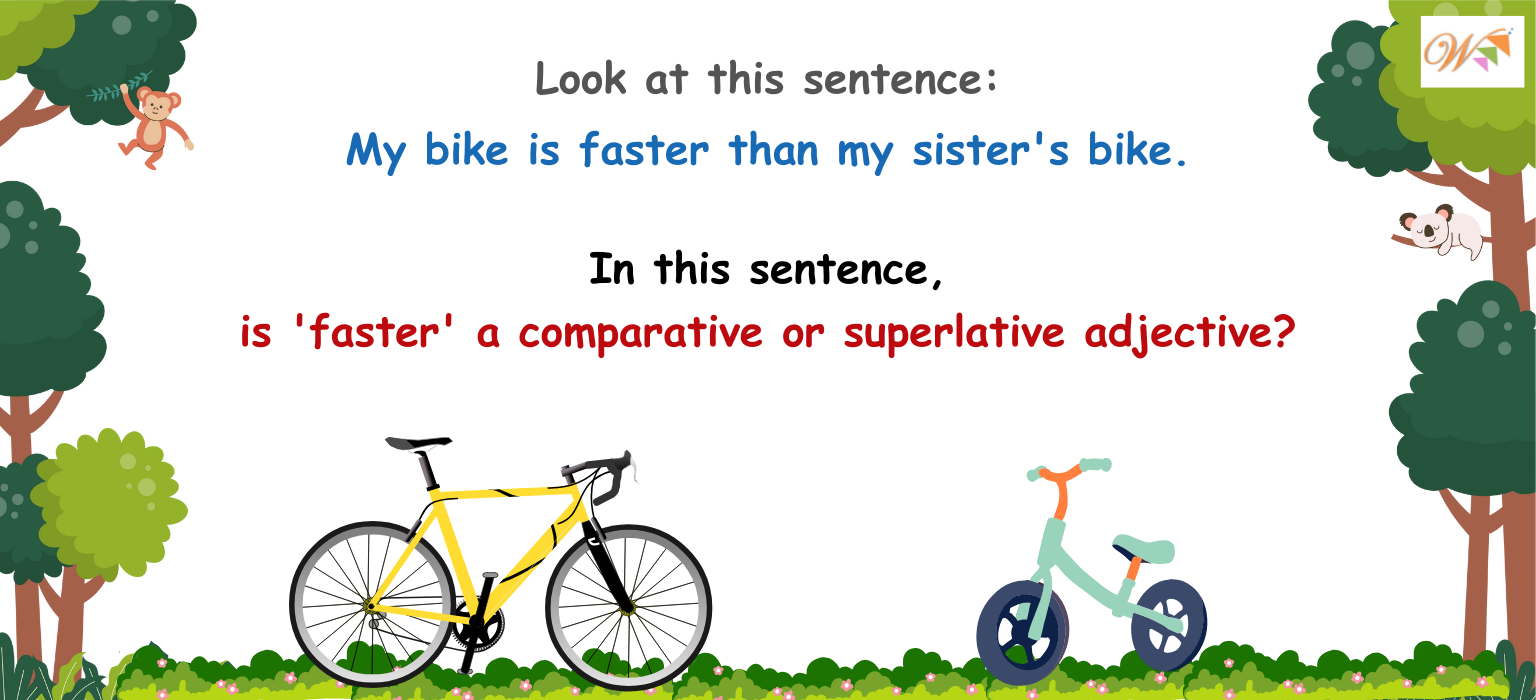 Look at this sentence:
My bike is faster than my sister's bike.
In this sentence,
is 'faster' a comparative or superlative adjective?
W